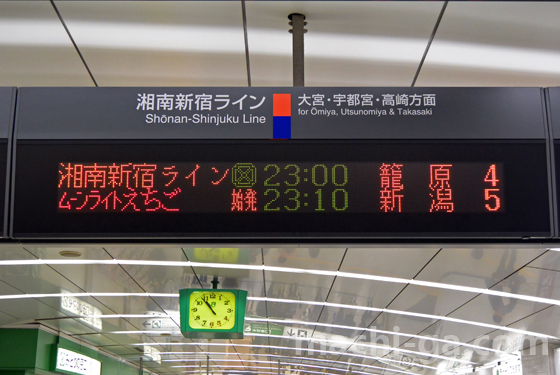 湘南新宿ライン
Shōnan-Shinjuku Line
大宮・宇都宮・高崎方面
for Ōmiya, Utsunomiya & Takasaki
湘南新宿ライン 23:00 籠原 4
ムーンライトえちご 始発 23:10 新潟 5